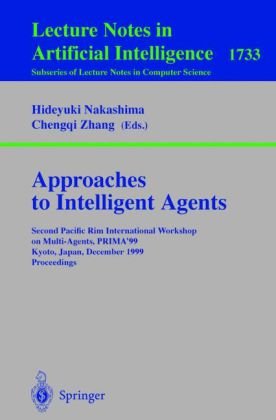 Lecture Notes in
Artificial Intelligence 1733
Subseries of Lecture Notes in Computer Science
Hideyuki Nakashima
Chengqi Zhang (Eds.)
Approaches
to Intelligent Agents
Second Pacific Rim International Workshop
on Multi-Agents, PRIMA'99
Kyoto, Japan, December 1999
Proceedings
Springer